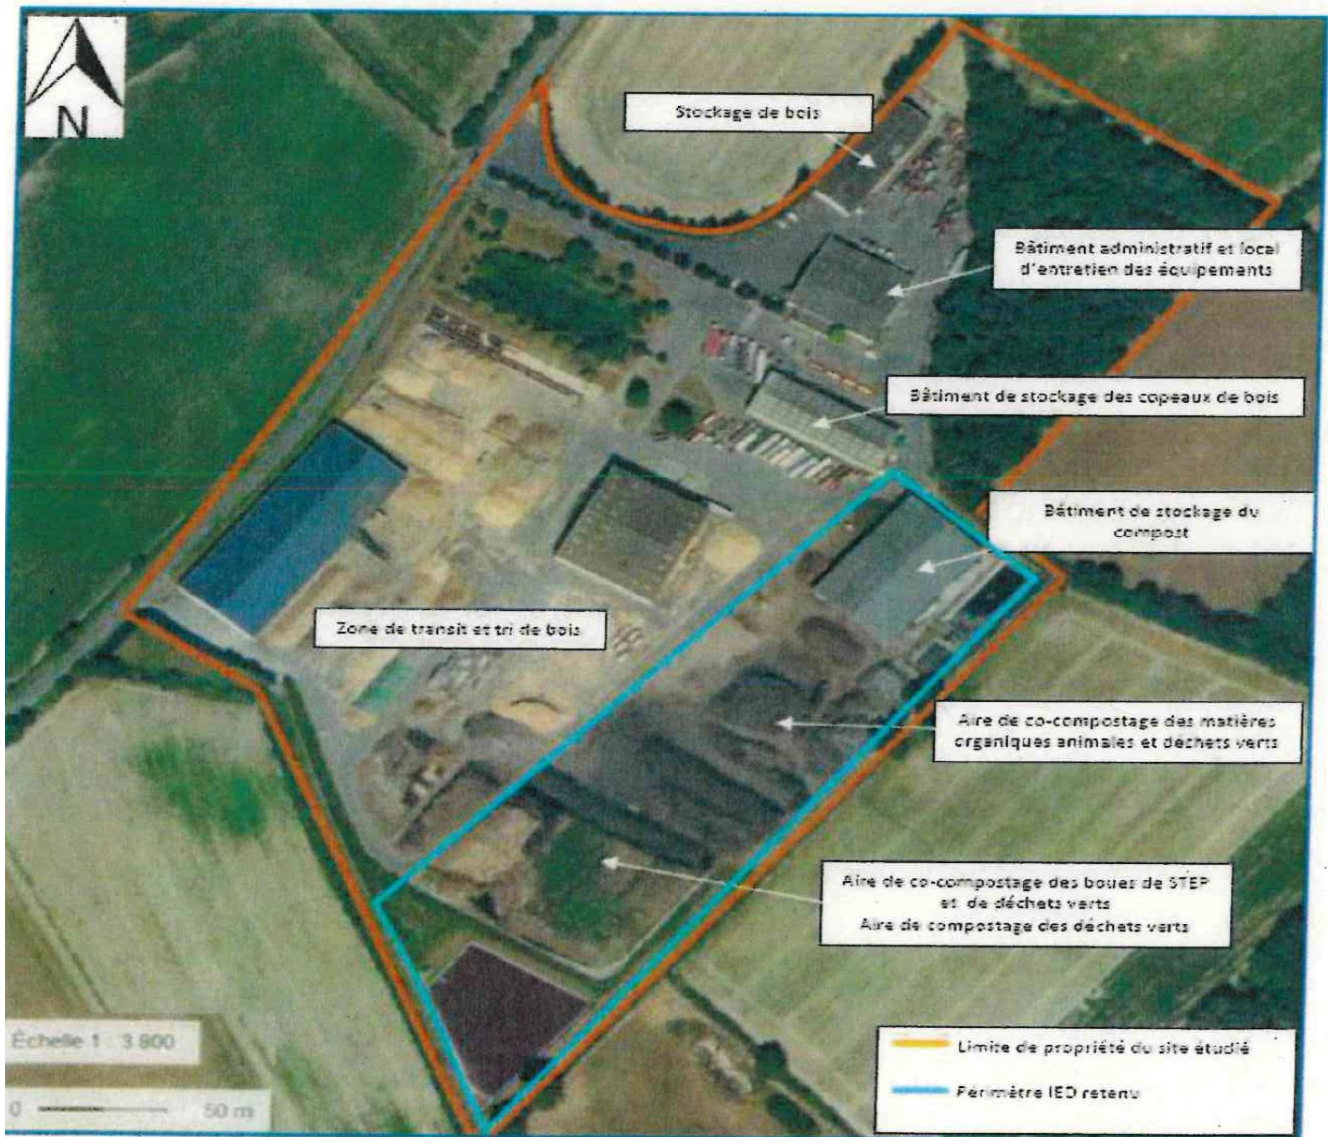 N
Stockage de bois
Bâtiment administratif et local
d'entretien des équipements
Bâtiment de stockage des copeaux de bois
Bâtiment de stockage du
compost
Zone de transit et tri de bois
Aire de co-compostage des matières
organiques animales et déchets verts
Aire de co-compostage des boues de STEP
et de déchets verts
Aire de compostage des déchets verts
Échelle 1 : 3 800
0 50 m
Limite de propriété du site étudié
Périmètre IED retenu